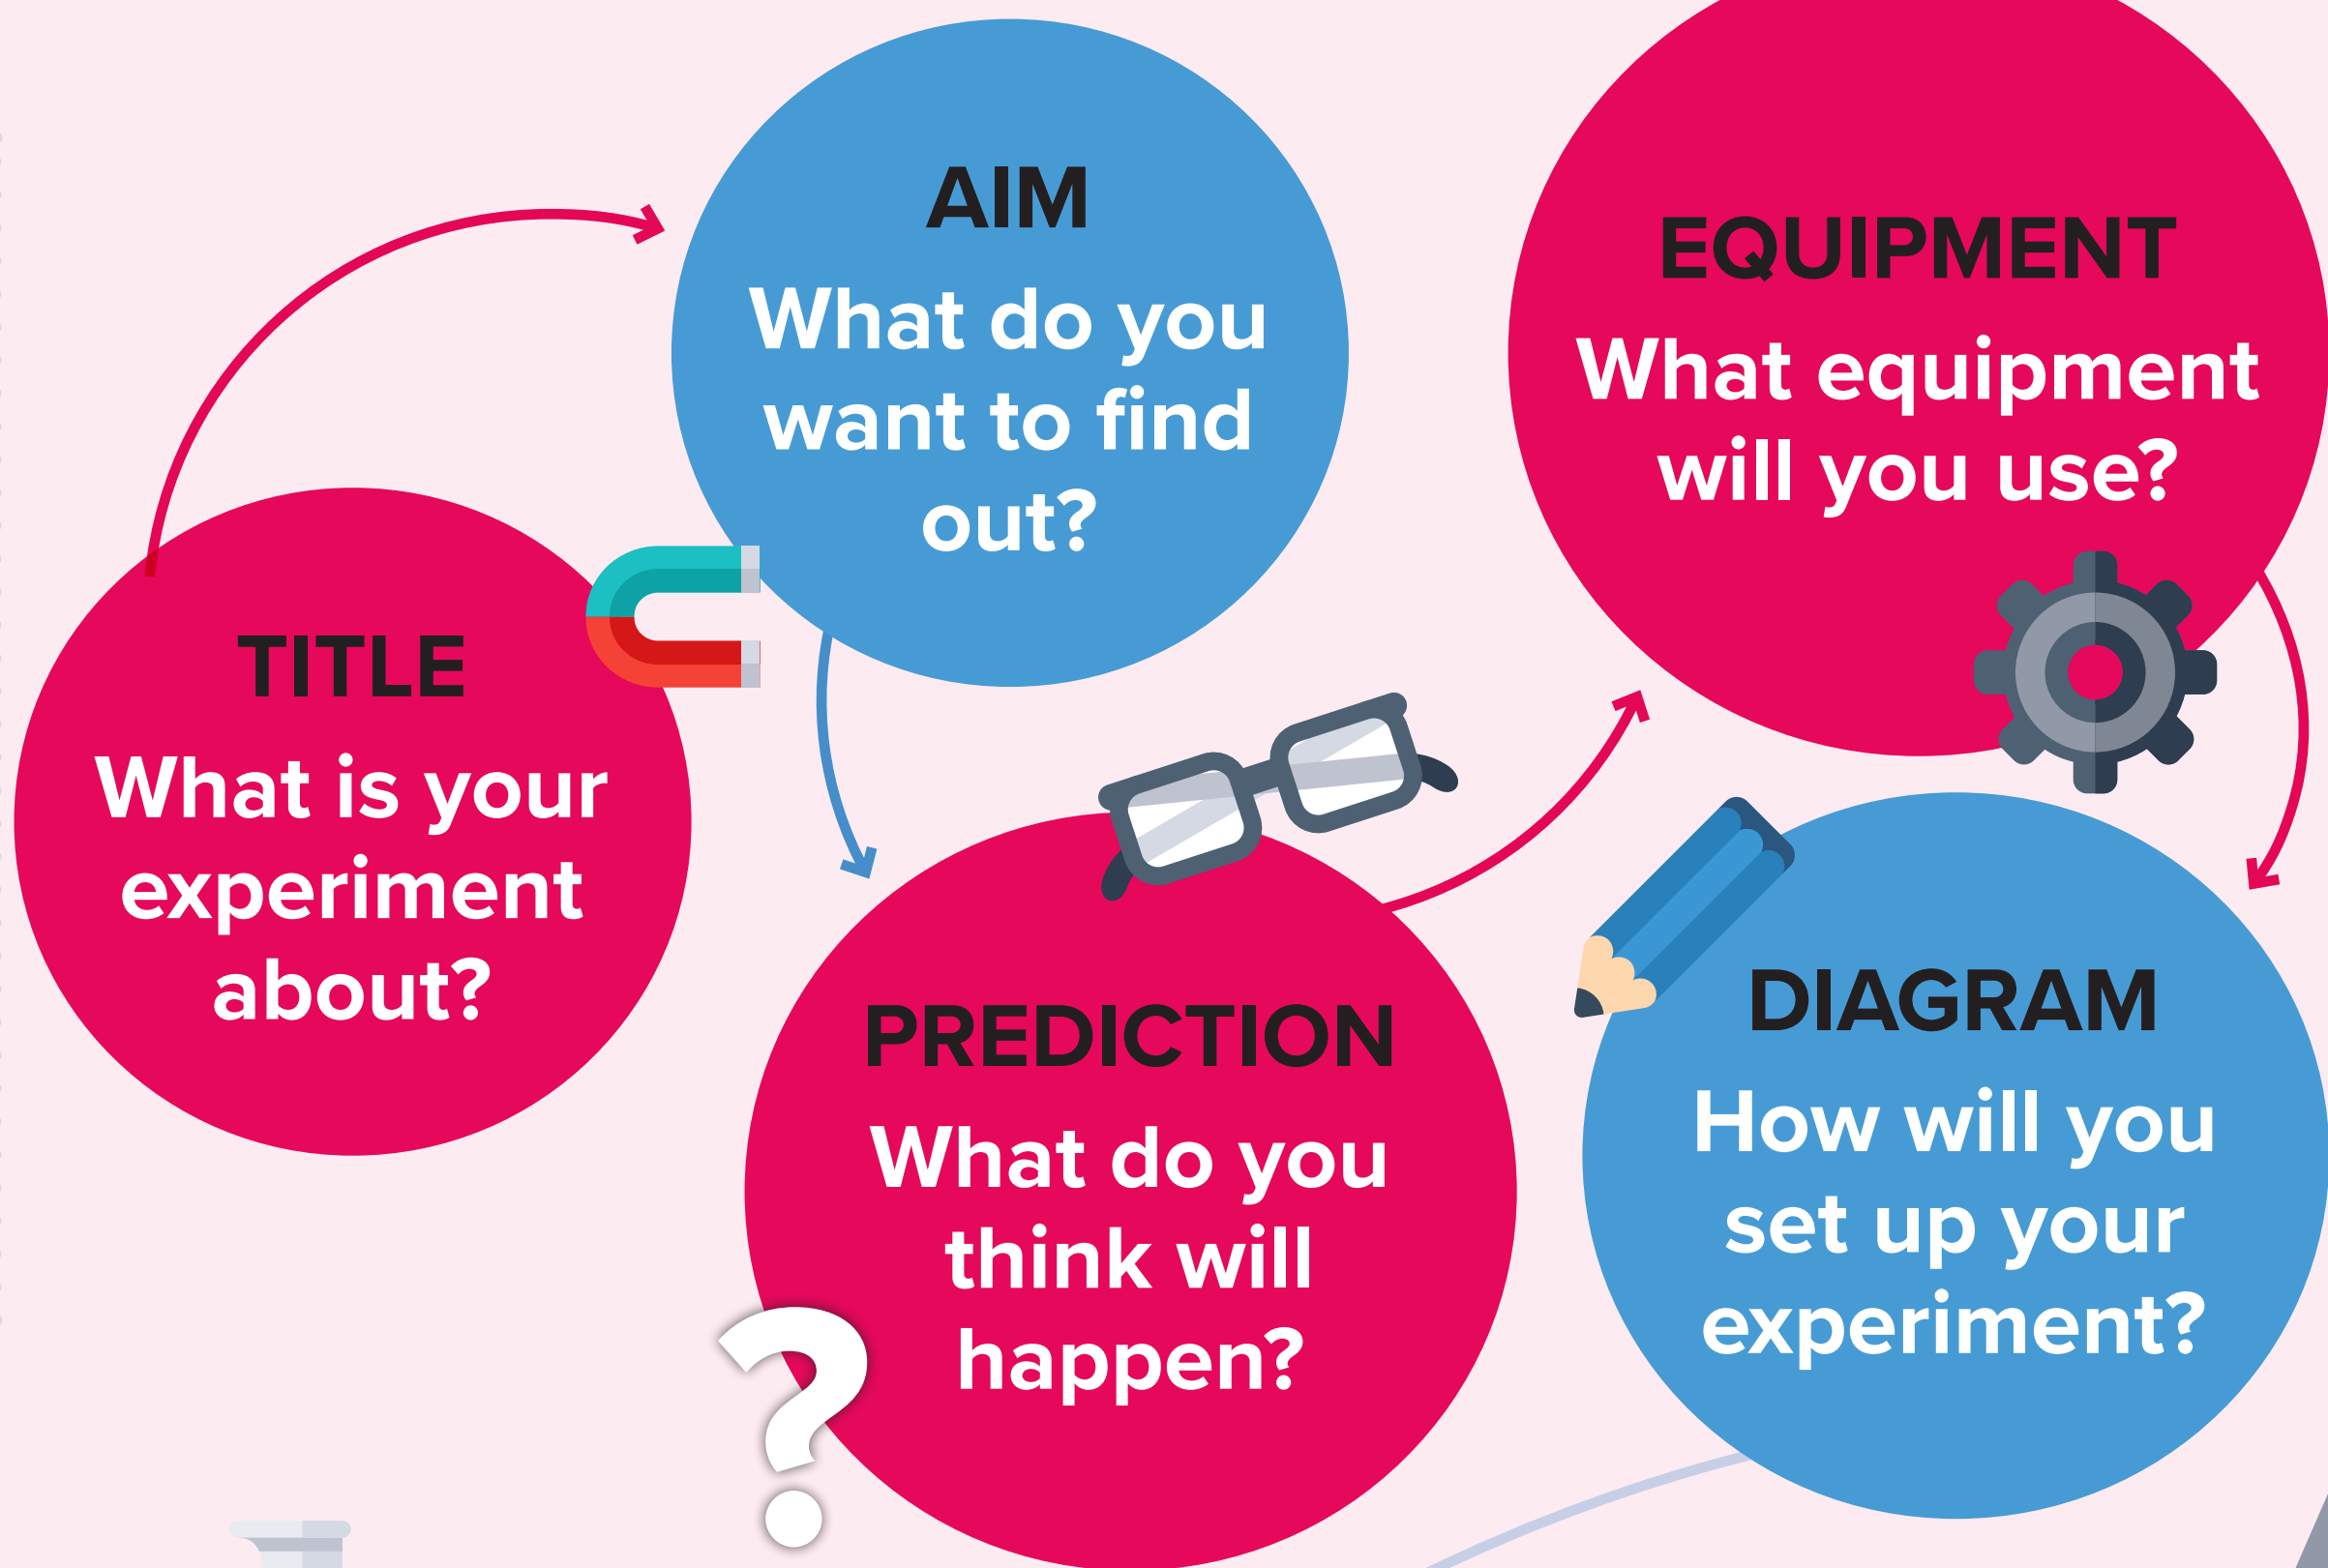 TITLE
What is your
experiment
about?
AIM
What do you
want to find
out?
PREDICTION
What do you
think will
happen?
EQUIPMENT
What equipment
will you use?
DIAGRAM
How will you
set up your
experiment?
?